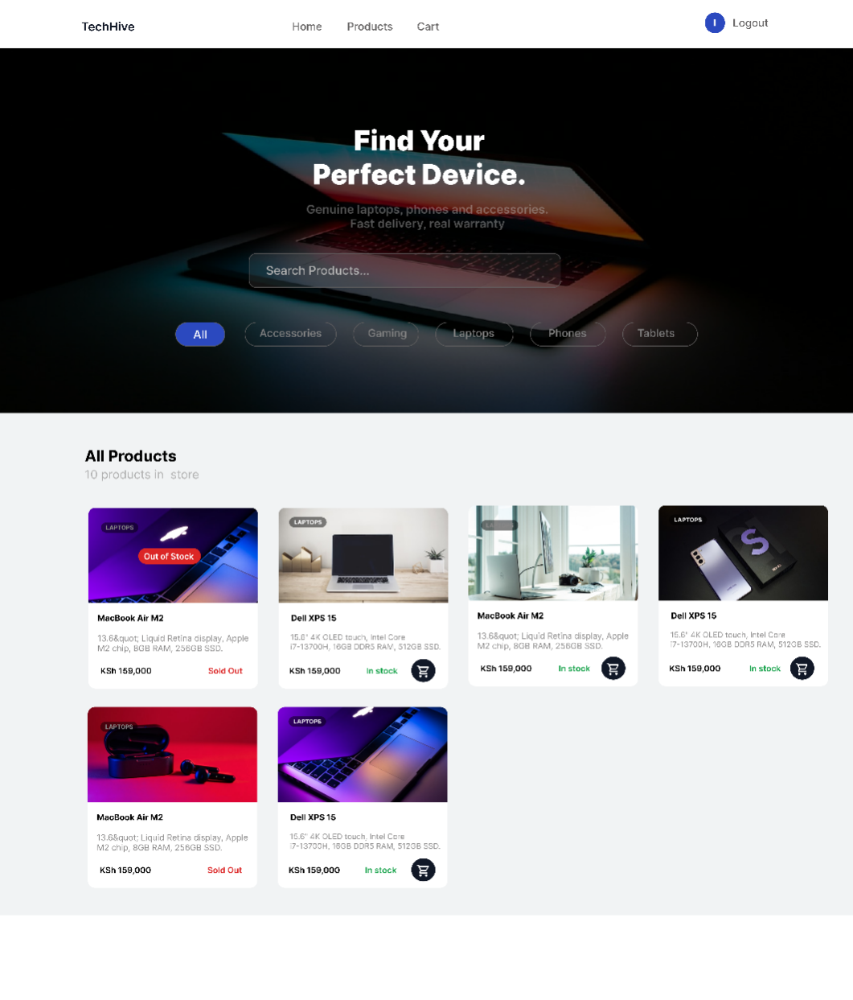 TechHive
Home Products Cart
I Logout
Find Your
Perfect Device.
Genuine laptops, phones and accessories.
Fast delivery, real warranty
Search Products...
All Accessories Gaming Laptops Phones Tablets
All Products
10 products in store
LAPTOPS
Out of Stock
MacBook Air M2
13.6&quot; Liquid Retina display, Apple
M2 chip, 8GB RAM, 256GB SSD.
KSh 159,000 Sold Out
LAPTOPS
Dell XPS 15
15.6" 4K OLED touch, Intel Core
i7-13700H, 16GB DDR5 RAM, 512GB SSD.
KSh 159,000 In stock
LAPTOPS
MacBook Air M2
13.6&quot; Liquid Retina display, Apple
M2 chip, 8GB RAM, 256GB SSD.
KSh 159,000 In stock
LAPTOPS
S
Dell XPS 15
15.6" 4K OLED touch, Intel Core
i7-13700H, 16GB DDR5 RAM, 512GB SSD.
KSh 159,000 In stock
LAPTOPS
MacBook Air M2
13.6&quot; Liquid Retina display, Apple
M2 chip, 8GB RAM, 256GB SSD.
KSh 159,000 Sold Out
LAPTOPS
Dell XPS 15
15.6" 4K OLED touch, Intel Core
i7-13700H, 16GB DDR5 RAM, 512GB SSD.
KSh 159,000 In stock